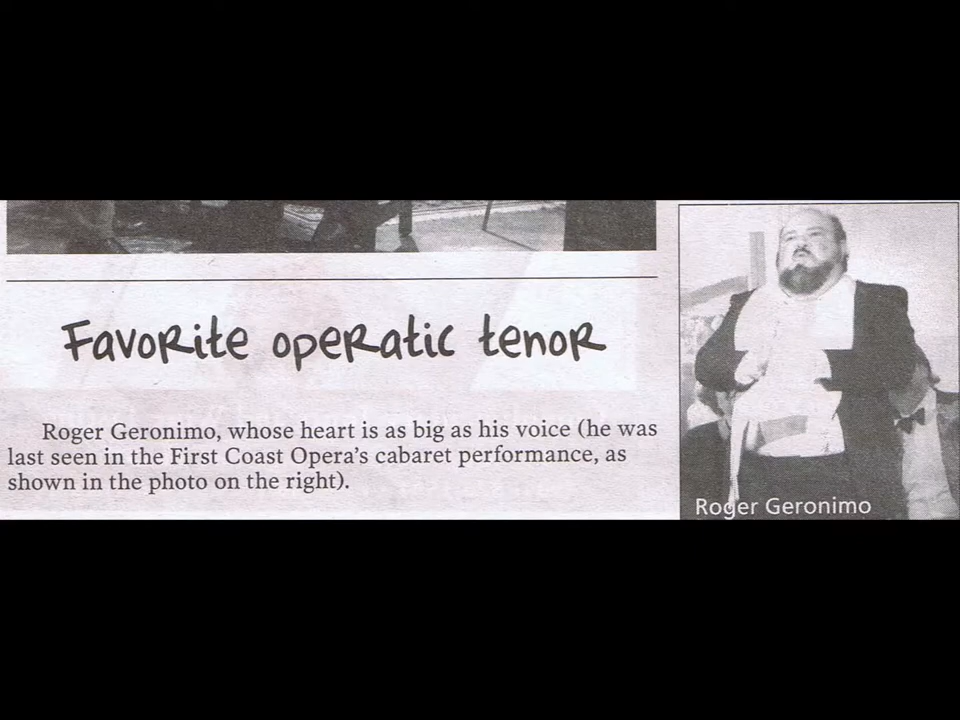 Favorite operatic tenor
Roger Geronimo, whose heart is as big as his voice (he was
last seen in the First Coast Opera's cabaret performance, as
shown in the photo on the right).
Roger Geronimo